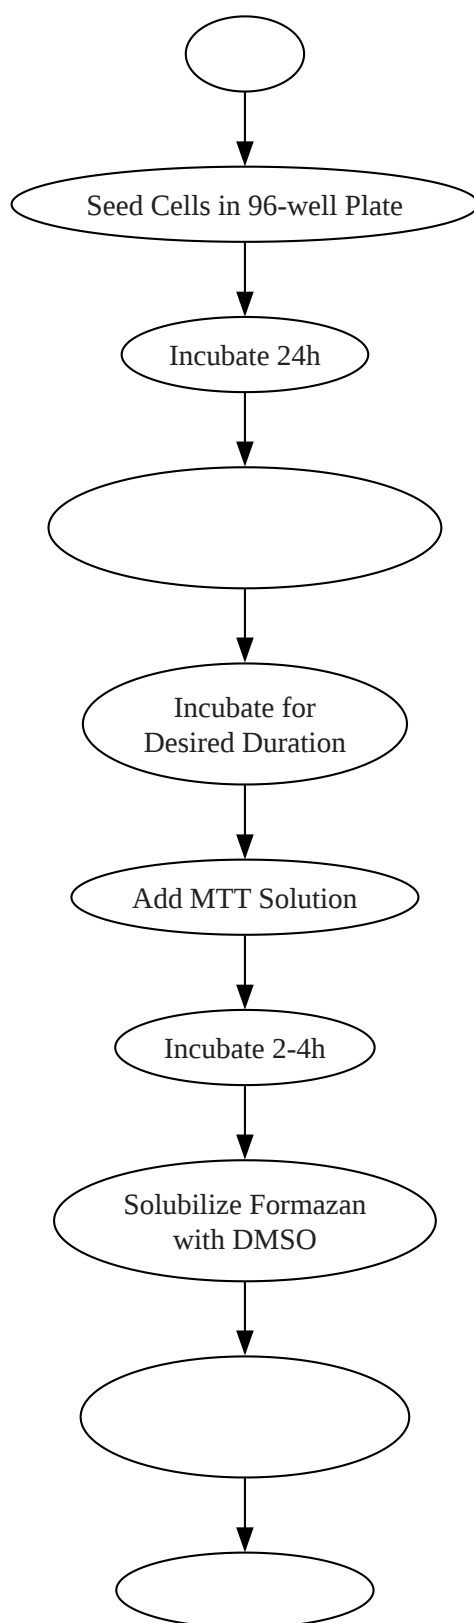 Seed Cells in 96-well Plate
Incubate 24h
Incubate for
Desired Duration
Add MTT Solution
Incubate 2-4h
Solubilize Formazan
with DMSO